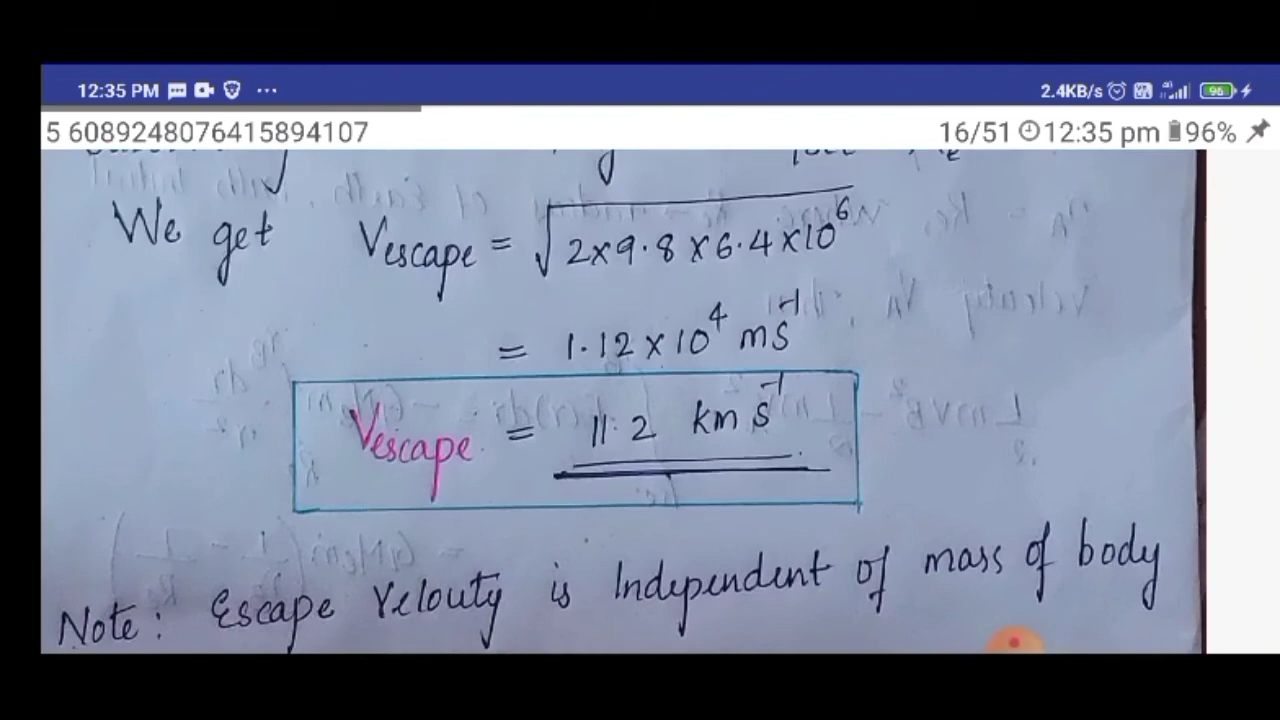 12:35 PM ... 2.4KB/s 96
5 6089248076415894107 16/51 12:35 pm 96%
We get Vescape = √2×9.8×6.4×10⁶
= 1.12×10⁴ ms⁻¹
Vescape = 11.2 km s⁻¹
Note: Escape Velouty is Independent of mass of body